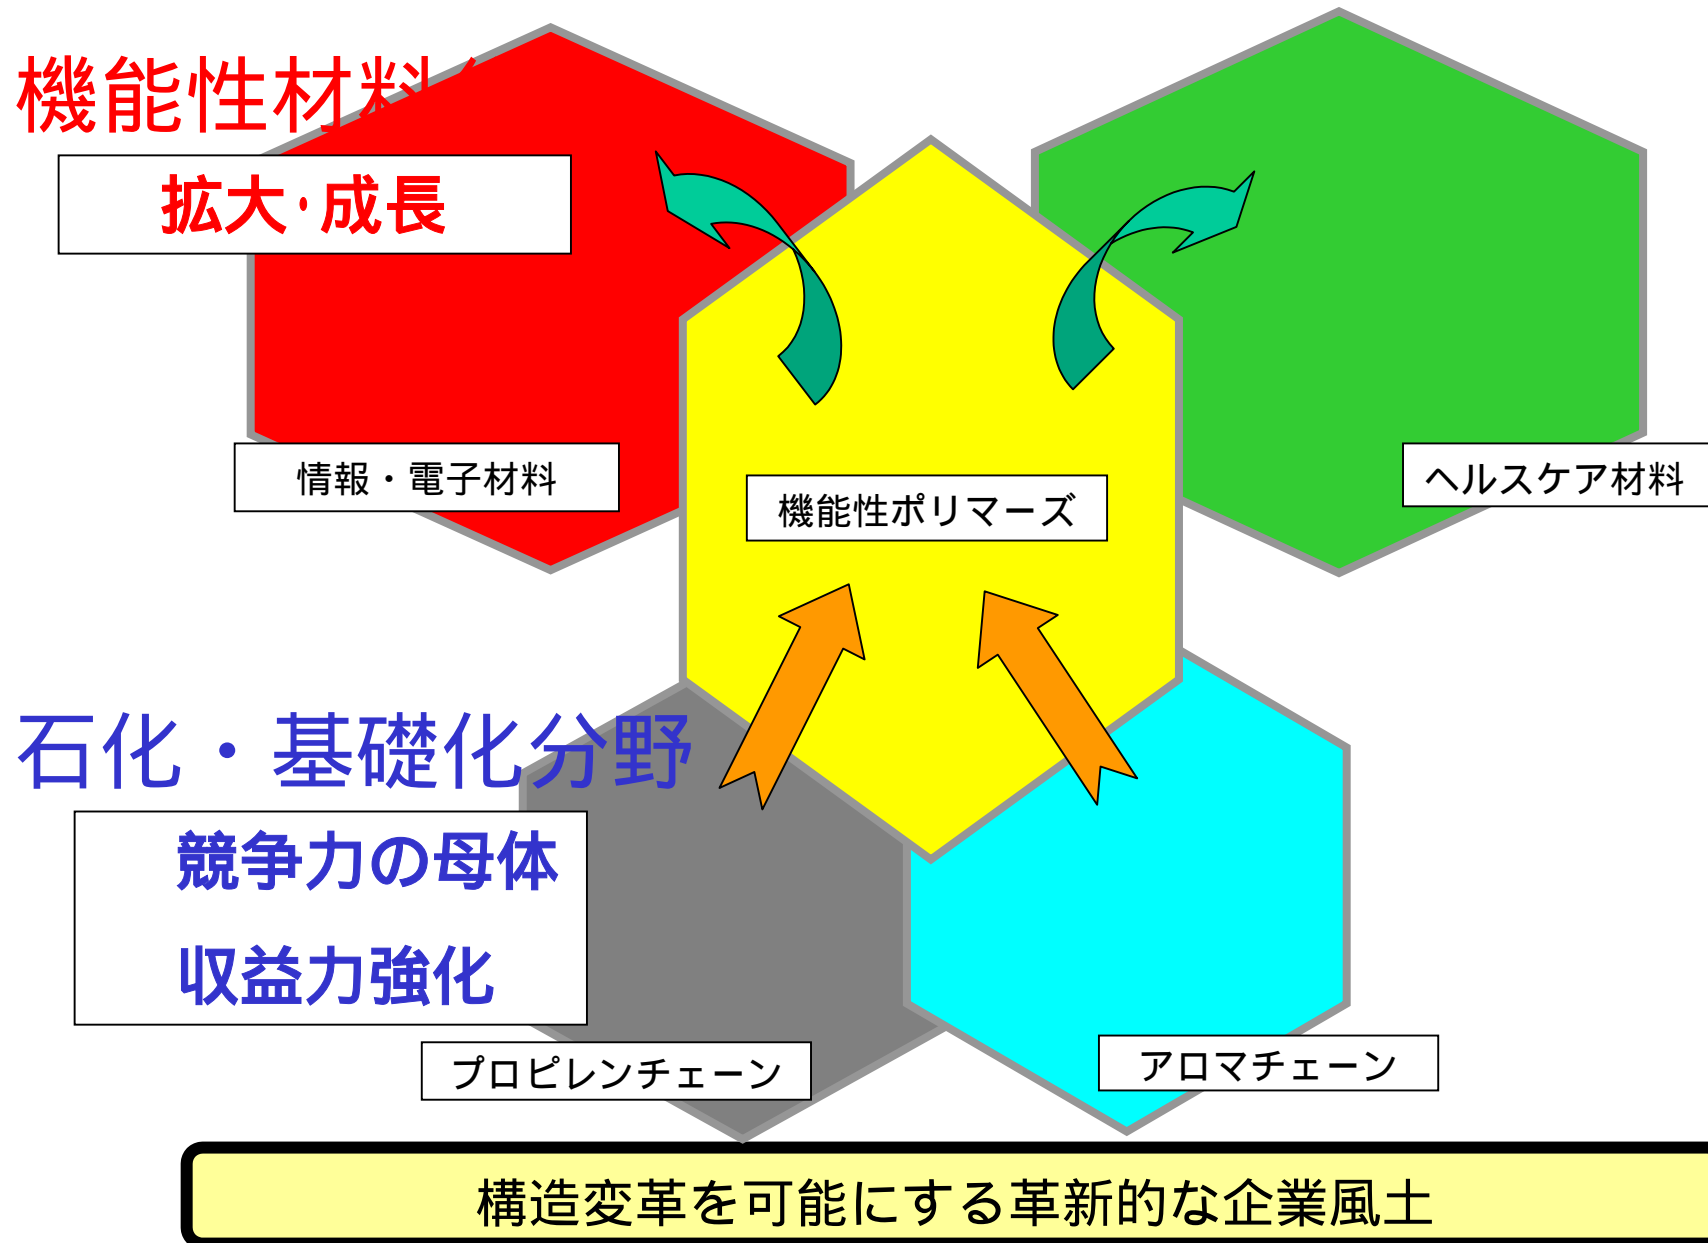 機能性材料
拡大･成長
情報・電子材料
ヘルスケア材料
機能性ポリマーズ
石化・基礎化分野
競争力の母体
収益力強化
プロピレンチェーン
アロマチェーン
構造変革を可能にする革新的な企業風土